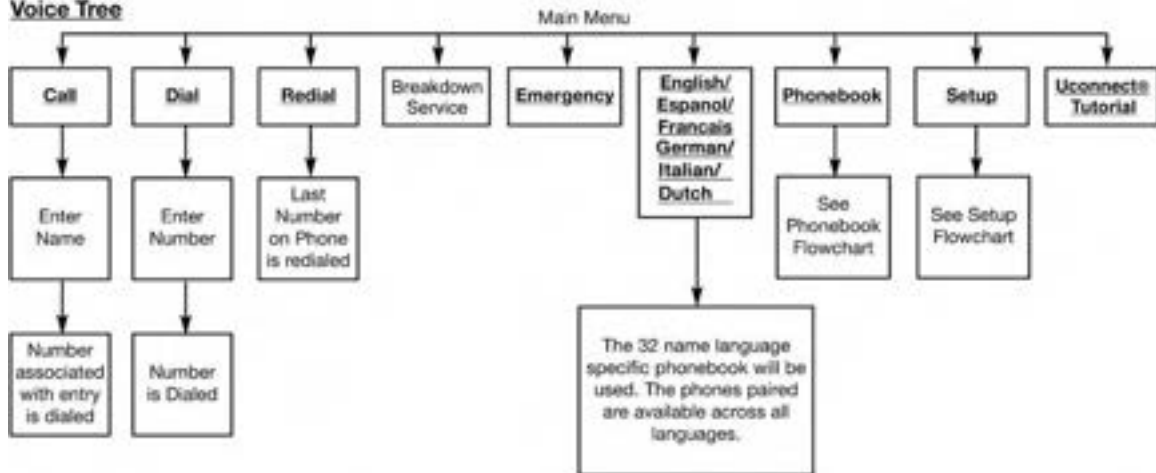 Voice Tree
Main Menu
Call
Dial
Redial
Breakdown
Service
Emergency
English/
Espanol/
Francais
German/
Italian/
Dutch
Phonebook
Setup
Uconnect®
Tutorial
Enter
Name
Enter
Number
Last
Number
on Phone
is redialed
See
Phonebook
Flowchart
See Setup
Flowchart
Number
associated
with entry
is dialed
Number
is Dialed
The 32 name language
specific phonebook will be
used. The phones paired
are available across all
languages.